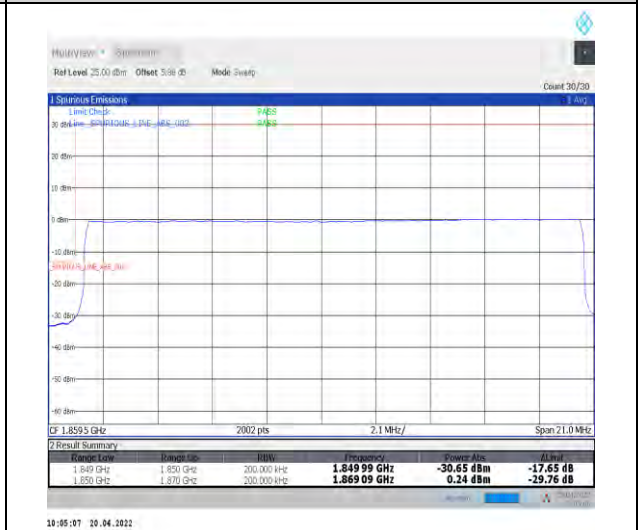 MultiView Spectrum
Ref Level 25.00 dBm Offset 5.98 dB Mode Sweep
Count 30/30
1 Spurious Emissions 1 Avg
Limit Check PASS
30 dBm Line _SPURIOUS_LINE_ABS_002 PASS
20 dBm
10 dBm
0 dBm
-10 dBm
_SPURIOUS_LINE_ABS_002
-20 dBm
-30 dBm
-40 dBm
-50 dBm
-60 dBm
CF 1.8595 GHz 2002 pts 2.1 MHz/ Span 21.0 MHz
2 Result Summary
Range Low Range Up RBW Frequency Power Abs ΔLimit
1.849 GHz 1.850 GHz 200.000 kHz 1.849 99 GHz -30.65 dBm -17.65 dB
1.850 GHz 1.870 GHz 200.000 kHz 1.869 09 GHz 0.24 dBm -29.76 dB
10:05:07 20.04.2022